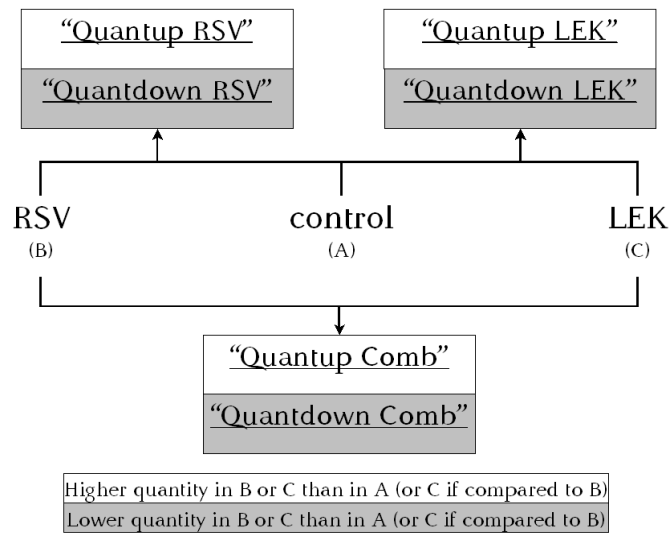 “Quantup RSV”
“Quantdown RSV”
“Quantup LEK”
“Quantdown LEK”
RSV
(B)
control
(A)
LEK
(C)
“Quantup Comb”
“Quantdown Comb”
Higher quantity in B or C than in A (or C if compared to B)
Lower quantity in B or C than in A (or C if compared to B)